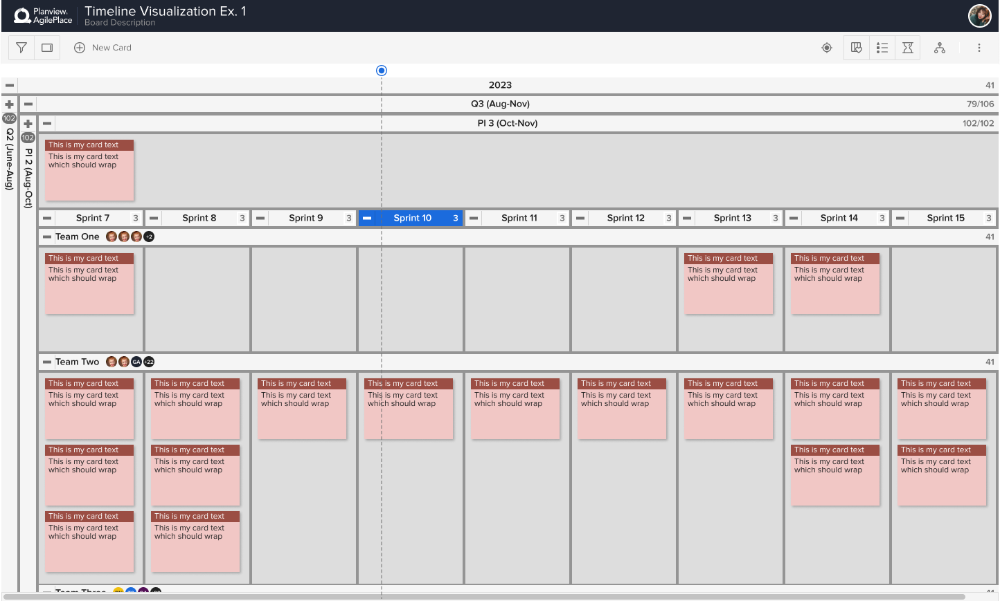 Planview
AgilePlace
Timeline Visualization Ex. 1
Board Description
New Card
2023
41
Q3 (Aug-Nov)
79/106
102
Q2 (June-Aug)
PI 3 (Oct-Nov)
102/102
102
PI 2 (Aug-Oct)
This is my card text
This is my card text
which should wrap
Sprint 7 3
Sprint 8 3
Sprint 9 3
Sprint 10 3
Sprint 11 3
Sprint 12 3
Sprint 13 3
Sprint 14 3
Sprint 15 3
Team One +2 41
This is my card text
This is my card text
which should wrap
This is my card text
This is my card text
which should wrap
This is my card text
This is my card text
which should wrap
Team Two GA +22 41
This is my card text
This is my card text
which should wrap
This is my card text
This is my card text
which should wrap
This is my card text
This is my card text
which should wrap
This is my card text
This is my card text
which should wrap
This is my card text
This is my card text
which should wrap
This is my card text
This is my card text
which should wrap
This is my card text
This is my card text
which should wrap
This is my card text
This is my card text
which should wrap
This is my card text
This is my card text
which should wrap
This is my card text
This is my card text
which should wrap
This is my card text
This is my card text
which should wrap
This is my card text
This is my card text
which should wrap
This is my card text
This is my card text
which should wrap
This is my card text
This is my card text
which should wrap
This is my card text
This is my card text
which should wrap
Team Three 41